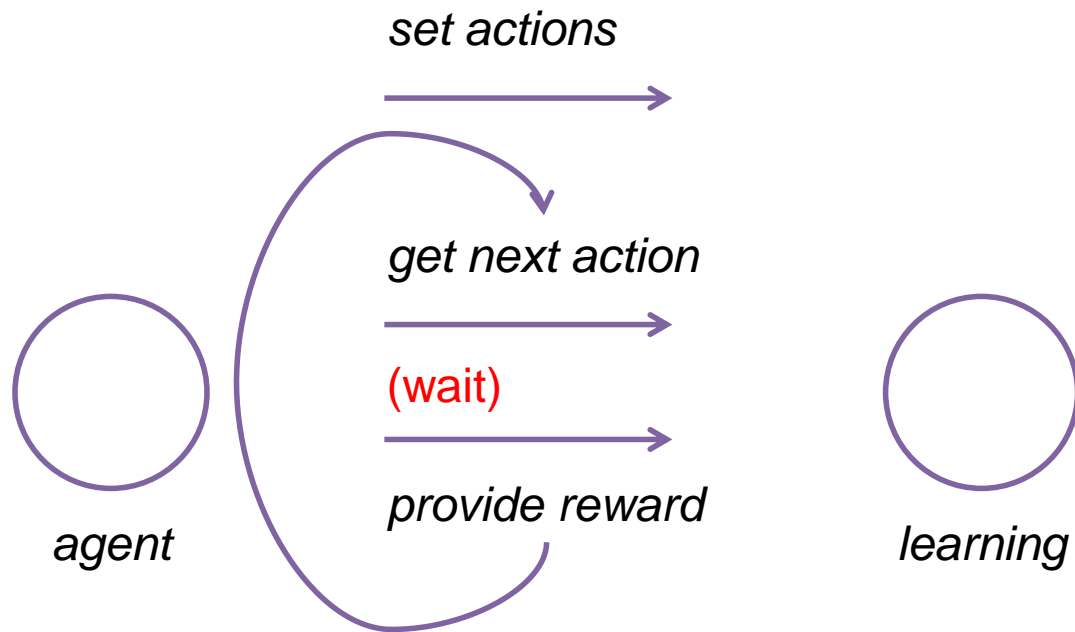 set actions
get next action
(wait)
provide reward
agent
learning